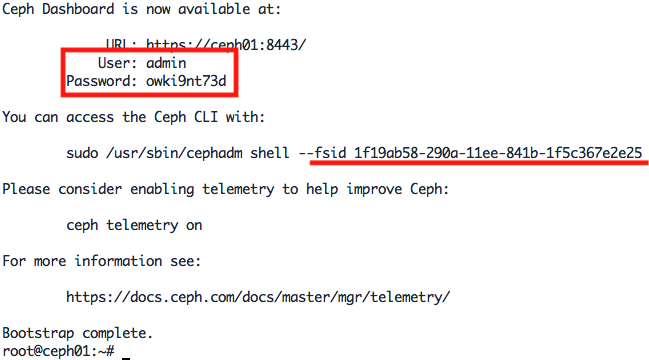 Ceph Dashboard is now available at:
URL: https://ceph01:8443/
User: admin
Password: owki9nt73d
You can access the Ceph CLI with:
sudo /usr/sbin/cephadm shell --fsid 1f19ab58-290a-11ee-841b-1f5c367e2e25
Please consider enabling telemetry to help improve Ceph:
ceph telemetry on
For more information see:
https://docs.ceph.com/docs/master/mgr/telemetry/
Bootstrap complete.
root@ceph01:~# _